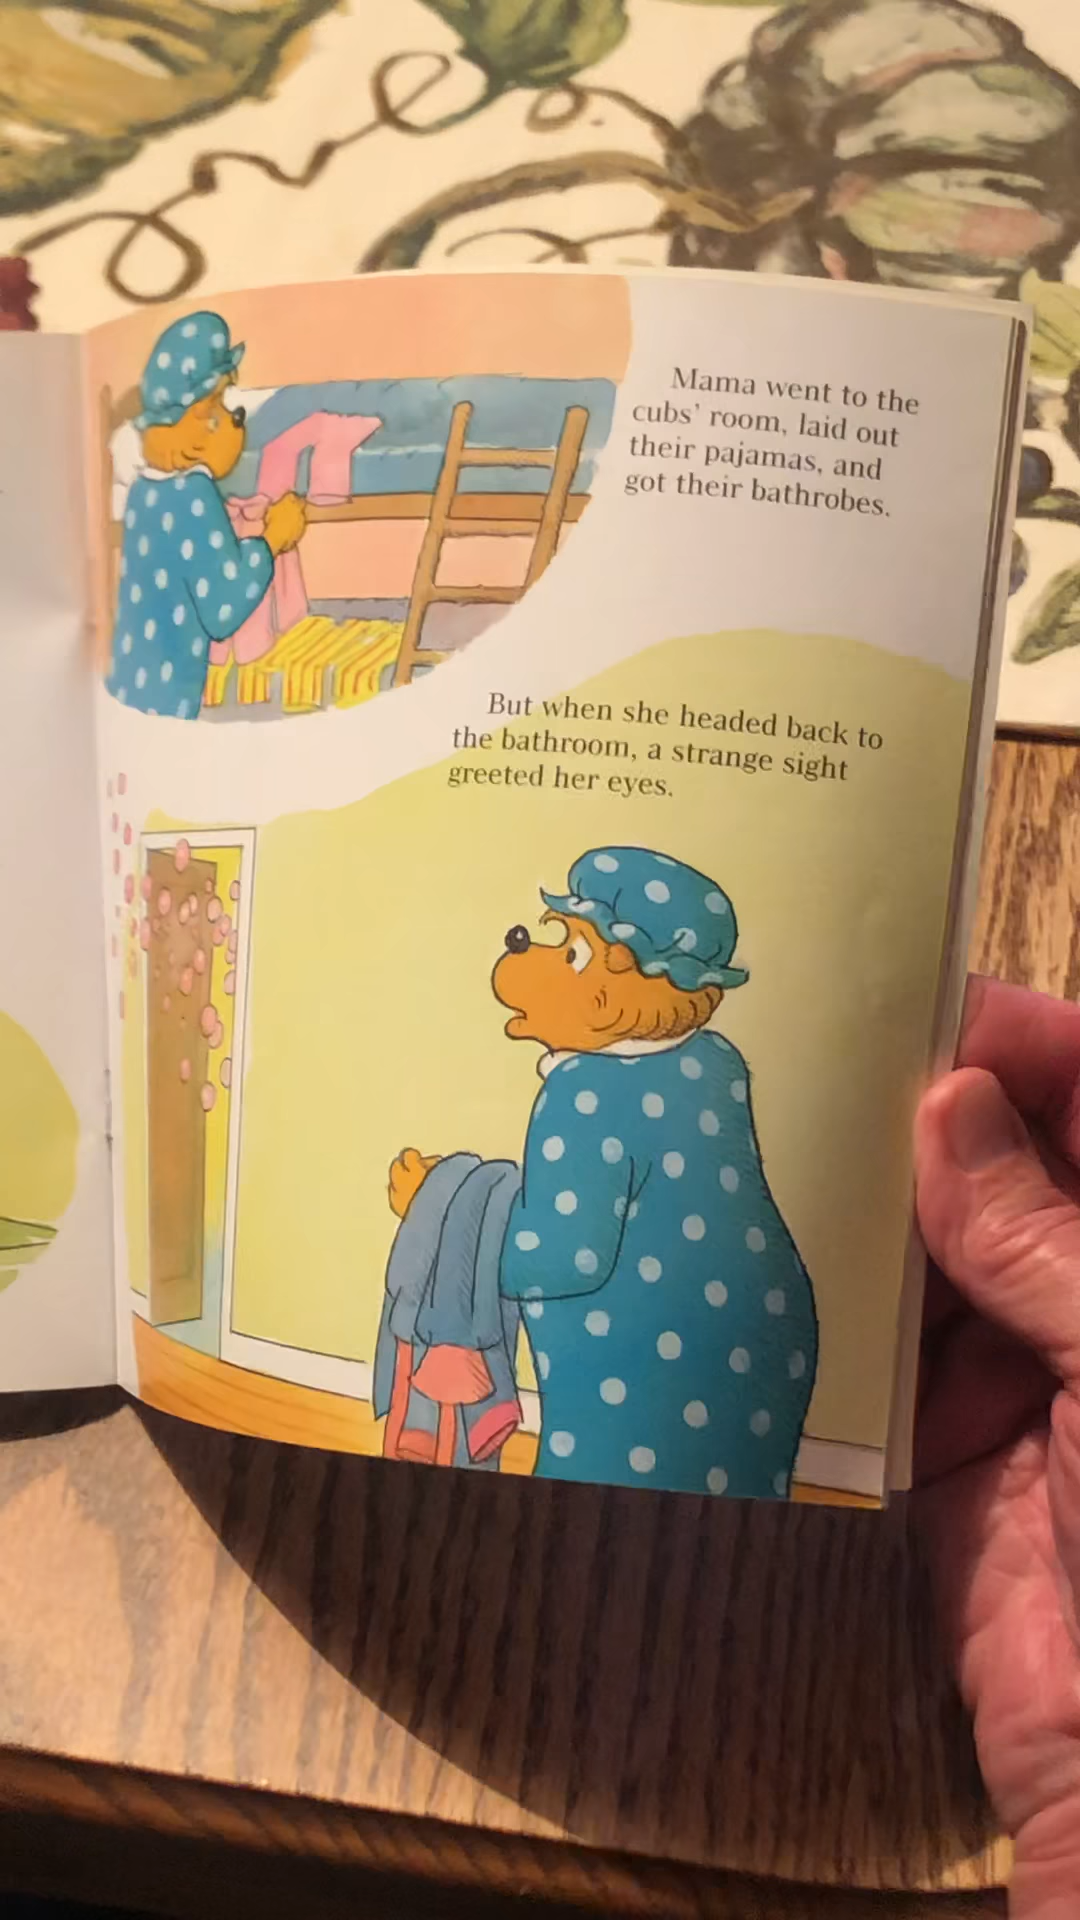 Mama went to the
cubs' room, laid out
their pajamas, and
got their bathrobes.
But when she headed back to
the bathroom, a strange sight
greeted her eyes.